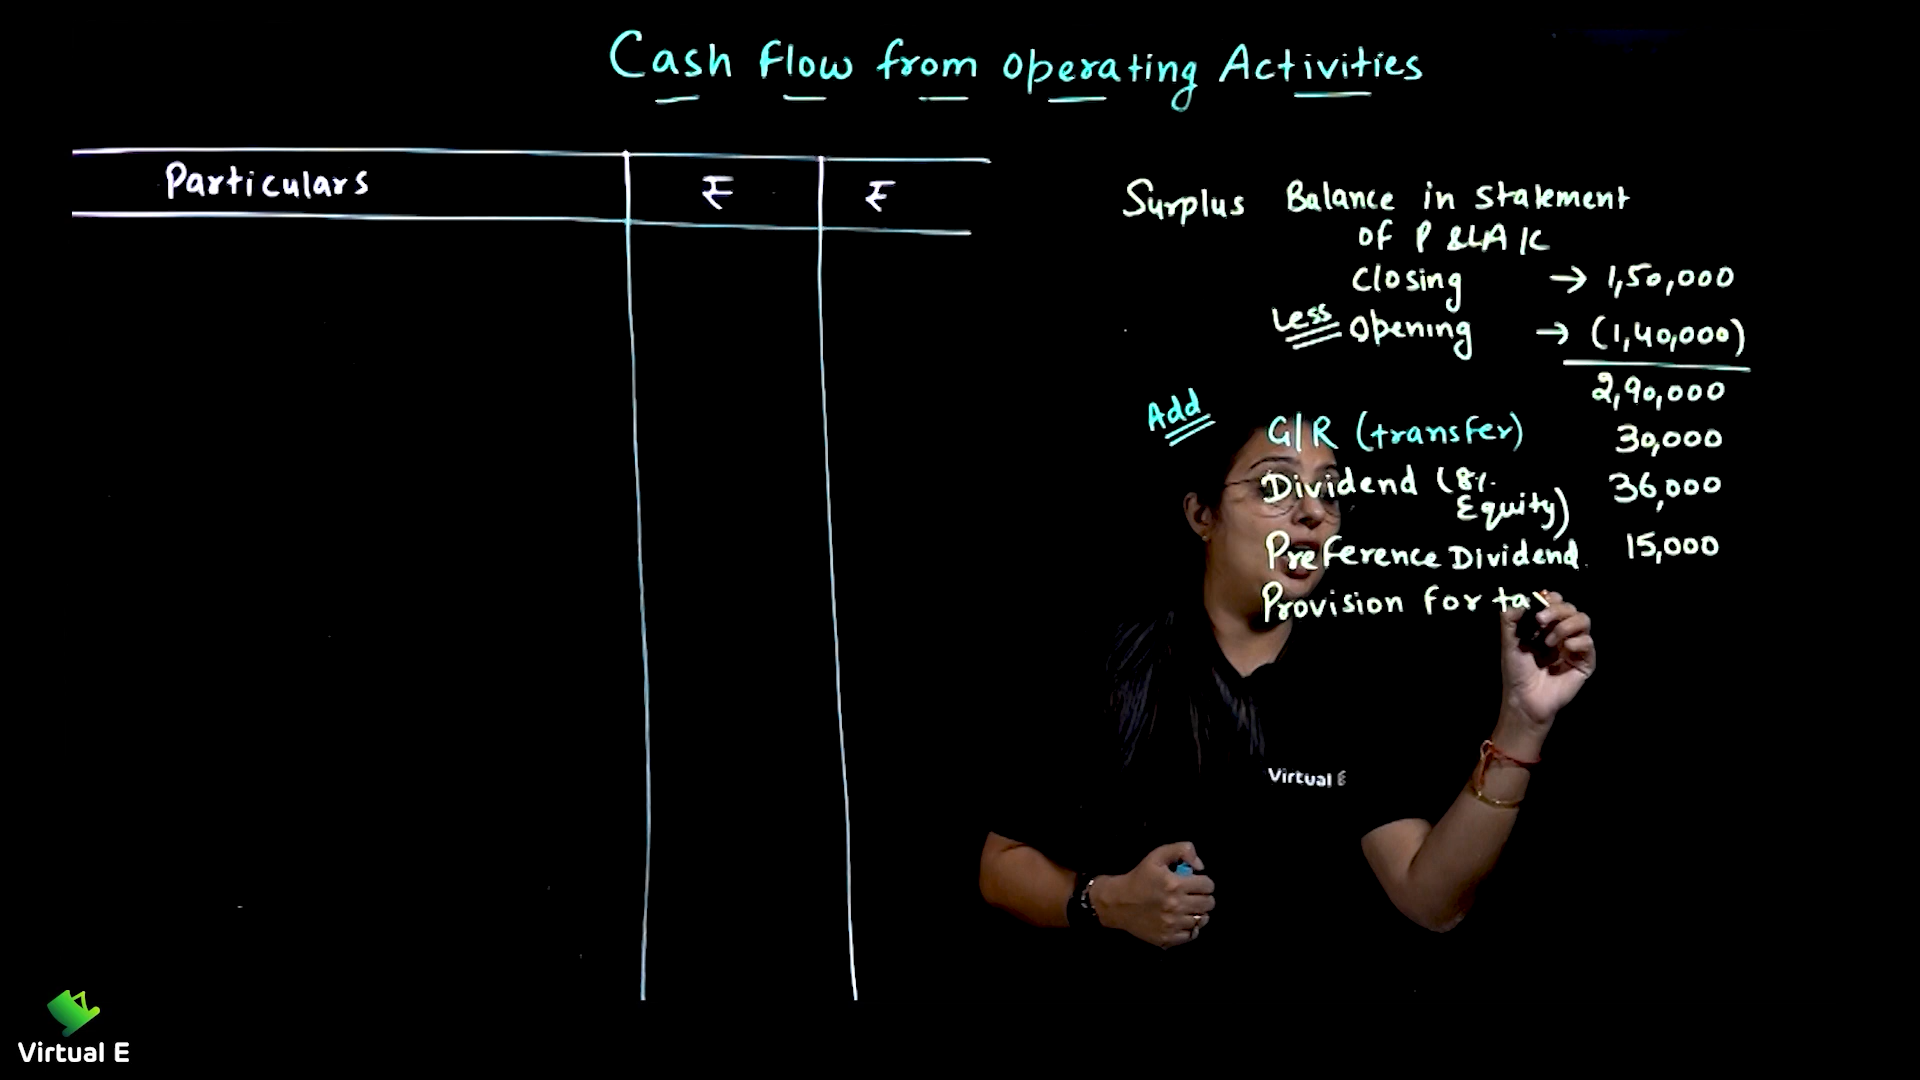 Cash Flow from Operating Activities
Particulars ₹ ₹
Surplus Balance in Statement
of P & L A/C
Closing → 1,50,000
Less Opening → (1,40,000)
2,90,000
Add G/R (transfer) 30,000
Dividend (8%. 36,000
Equity)
Preference Dividend 15,000
Provision for tax
Virtual E
Virtual E